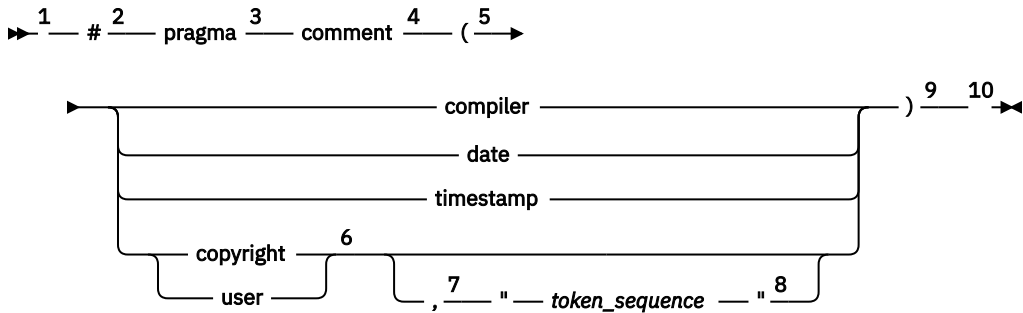 1 # 2 pragma 3 comment 4 ( 5
compiler ) 9 10
date
timestamp
copyright 6
user , 7 " token_sequence " 8